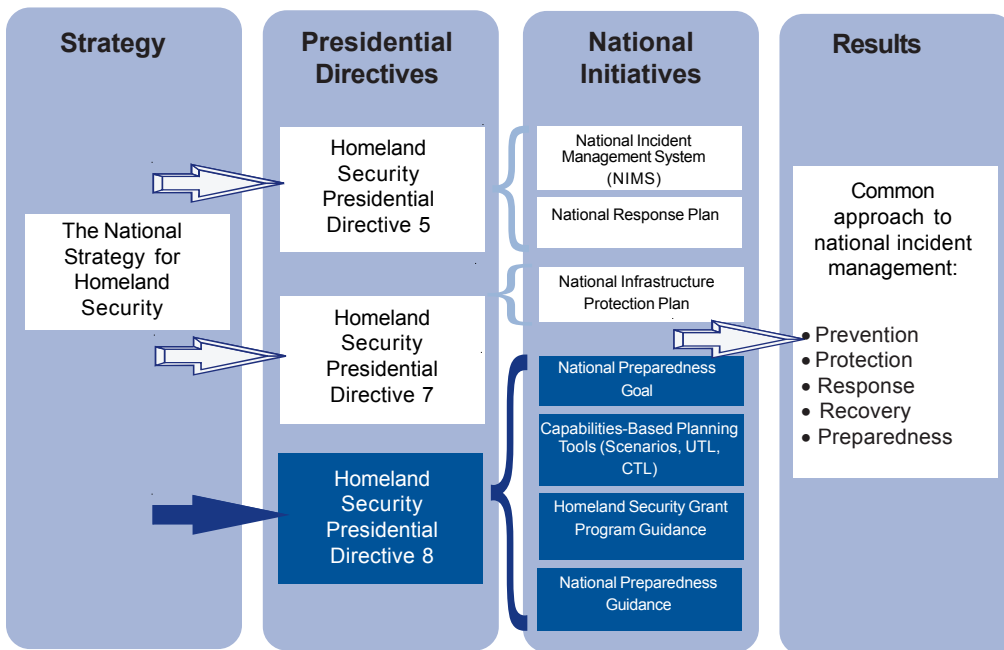 Strategy
The National
Strategy for
Homeland
Security
Presidential
Directives
Homeland
Security
Presidential
Directive 5
Homeland
Security
Presidential
Directive 7
Homeland
Security
Presidential
Directive 8
National
Initiatives
National Incident
Management System
(NIMS)
National Response Plan
National Infrastructure
Protection Plan
National Preparedness
Goal
Capabilities-Based Planning
Tools (Scenarios, UTL,
CTL)
Homeland Security Grant
Program Guidance
National Preparedness
Guidance
Results
Common
approach to
national incident
management:
• Prevention
• Protection
• Response
• Recovery
• Preparedness